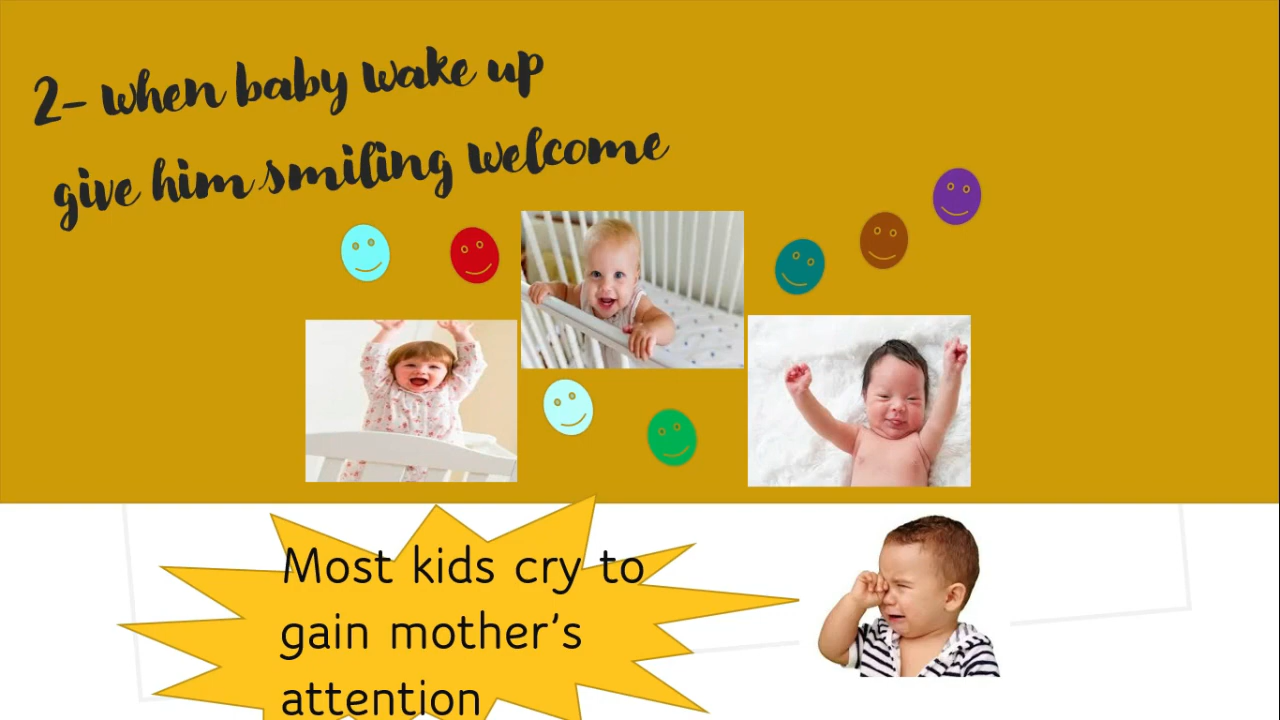 2- when baby wake up
give him smiling welcome
Most kids cry to
gain mother's
attention